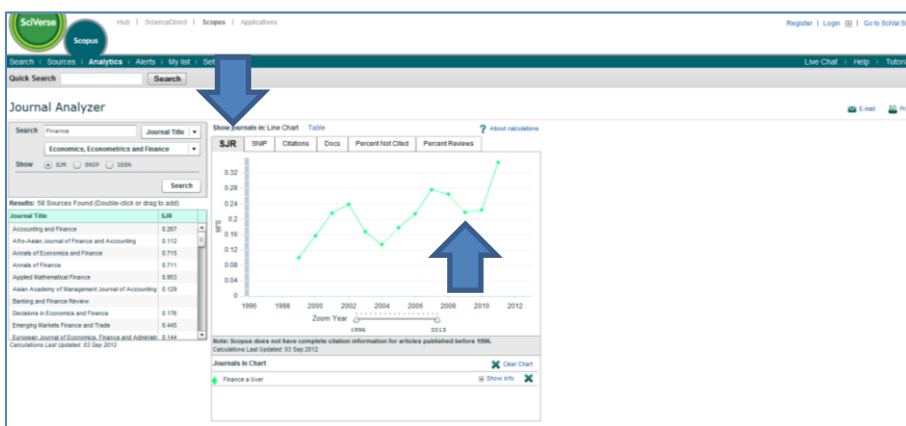 SciVerse
Hub | ScienceDirect | Scopus | Applications
Register | Login | Go to SciVal S
Scopus
Search | Sources | Analytics | Alerts | My list | Set
Live Chat | Help | Tutori
Quick Search Search
Journal Analyzer
E-mail Pr
Search Finance Journal Title
Economics, Econometrics and Finance
Show SJR SNIP ISSN
Search
Results: 58 Sources Found (Double-click or drag to add)
Journal Title SJR
Accounting and Finance 0.267
Afro-Asian Journal of Finance and Accounting 0.112
Annals of Economics and Finance 0.715
Annals of Finance 0.711
Applied Mathematical Finance 0.953
Asian Academy of Management Journal of Accounting 0.129
Banking and Finance Review
Decisions in Economics and Finance 0.176
Emerging Markets Finance and Trade 0.445
European Journal of Economics, Finance and Administ 0.144
Calculations Last Updated: 03 Sep 2012
Show journals in: Line Chart | Table
? About calculations
SJR SNIP Citations Docs Percent Not Cited Percent Reviews
SJR
0.32
0.28
0.24
0.2
0.16
0.12
0.08
0.04
0
1996 1998 2000 2002 2004 2006 2008 2010 2012
Zoom Year
1996 2013
Note: Scopus does not have complete citation information for articles published before 1996.
Calculations Last Updated: 03 Sep 2012
Journals In Chart
Clear Chart
Finance a Uver
Show info